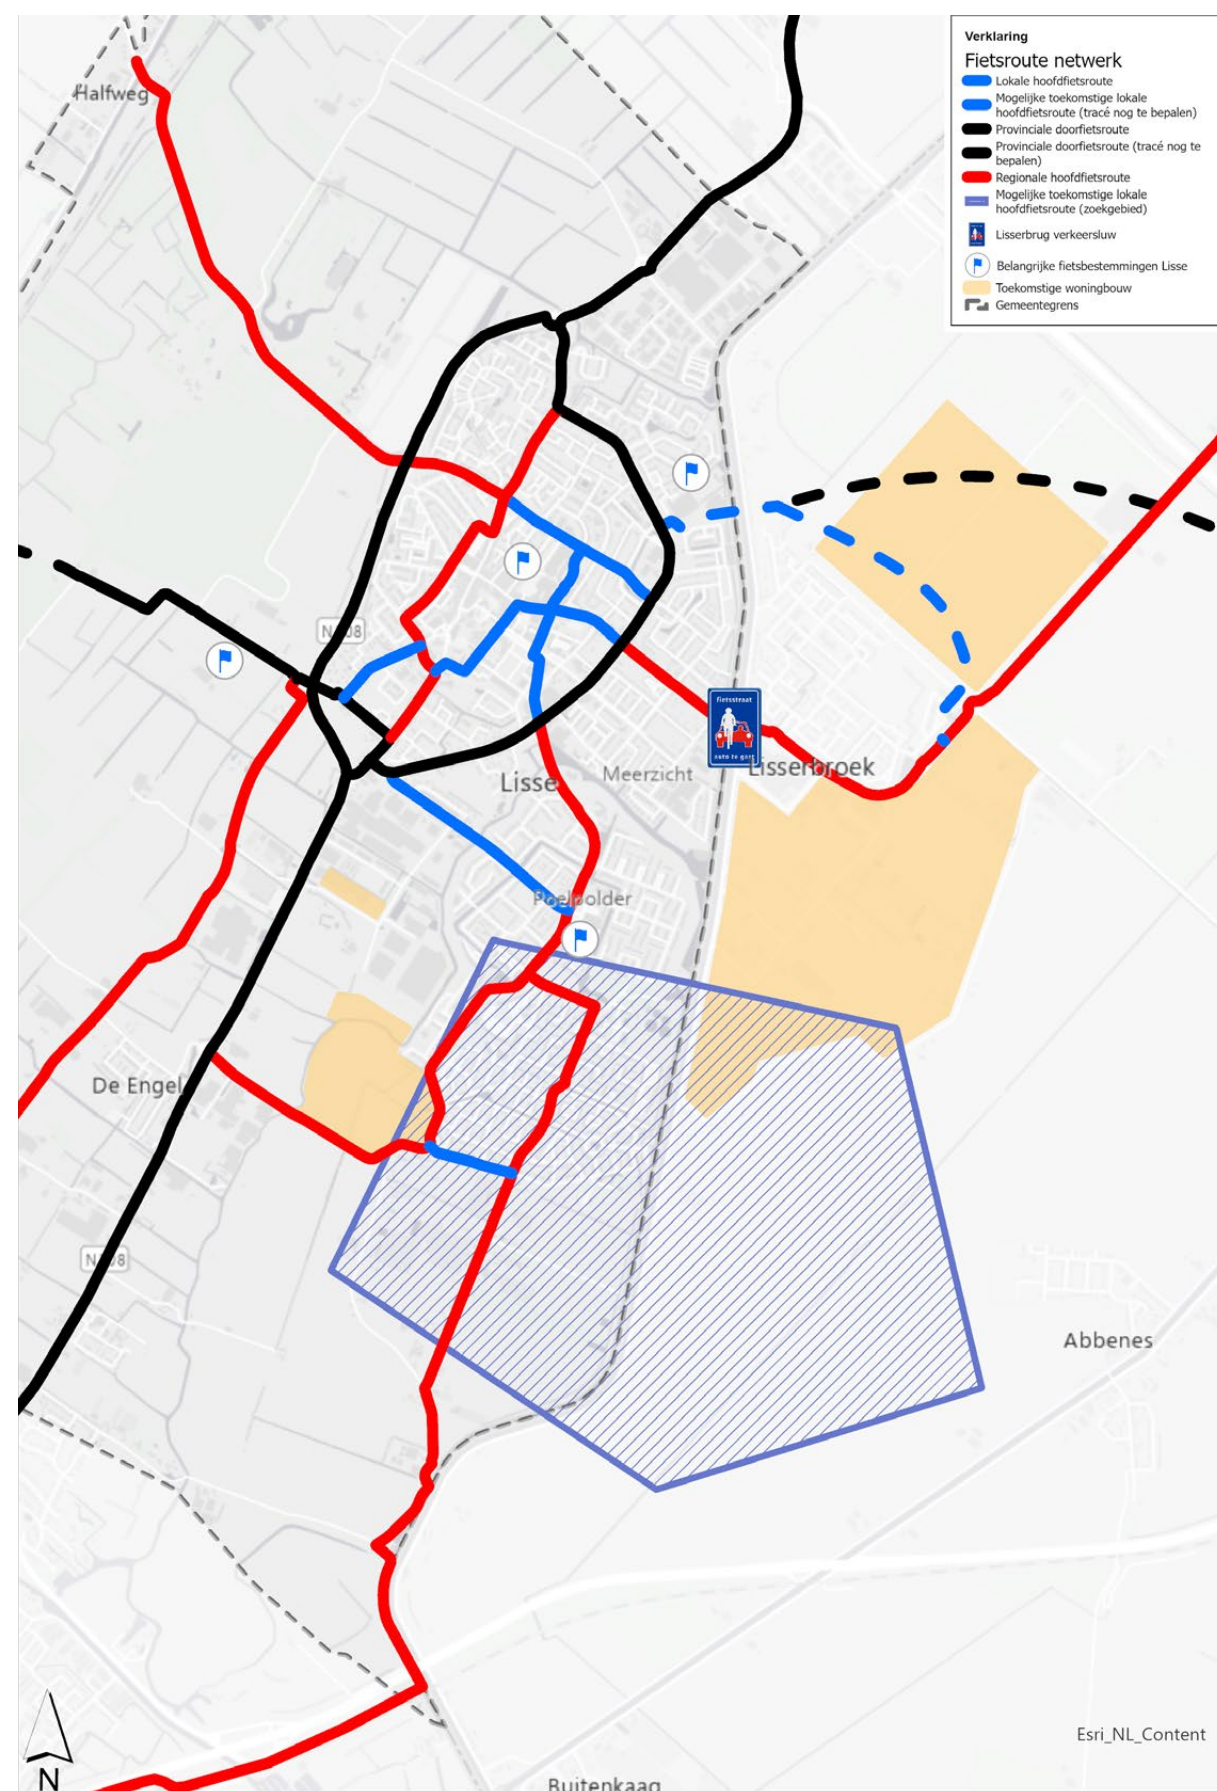 Verklaring
Fietsroute netwerk
Lokale hoofdfietsroute
Mogelijke toekomstige lokale
hoofdfietsroute (tracé nog te bepalen)
Provinciale doorfietsroute
Provinciale doorfietsroute (tracé nog te
bepalen)
Regionale hoofdfietsroute
Mogelijke toekomstige lokale
hoofdfietsroute (zoekgebied)
Lisserbrug verkeersluw
Belangrijke fietsbestemmingen Lisse
Toekomstige woningbouw
Gemeentegrens
Halfweg
fietsstraat
auto te gast
Lisse
Meerzicht
Lisserbroek
Poelpolder
De Engel
Abbenes
Esri_NL_Content
N
Buitenkaag